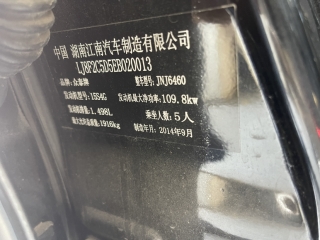 中国 湖南江南汽车制造有限公司
LJ8F2C5D5EB020013
品牌:众泰牌 整车型号:JNJ6460
发动机型号:1554G 发动机最大净功率:109.8kw
发动机排量:1.498L 乘坐人数:5人
最大允许总质量:1916kg 制造年月:2014年9月